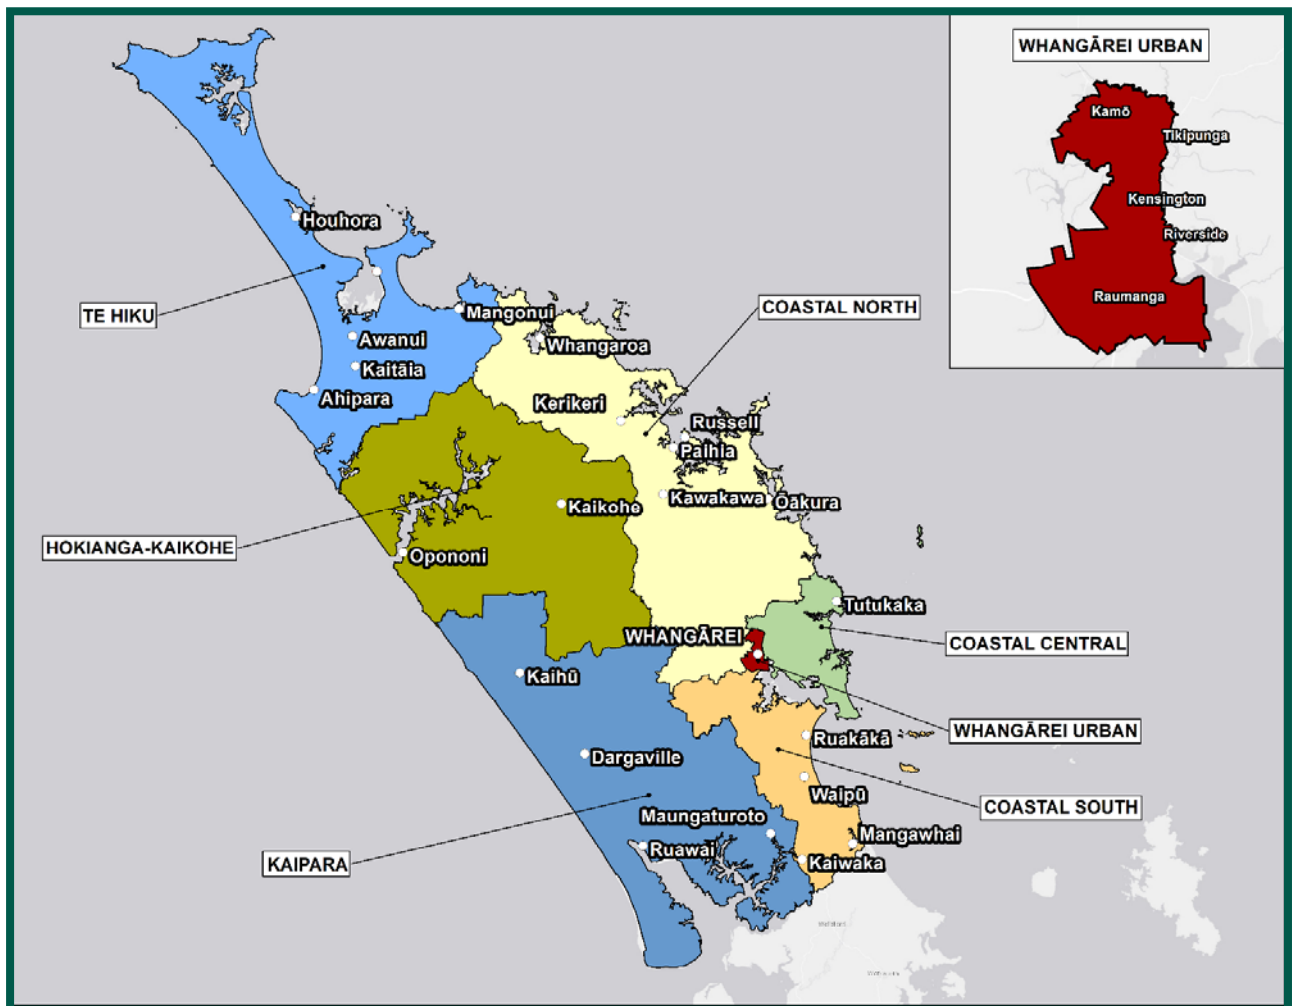 WHANGĀREI URBAN
Kamō
Tikipunga
Kensington
Riverside
Raumanga
Houhora
TE HIKU
Mangonui
COASTAL NORTH
Awanui
Whangaroa
Kaitāia
Ahipara
Kerikeri
Russell
Paihia
Kawakawa
Ōākura
Kaikohe
HOKIANGA-KAIKOHE
Opononi
Tutukaka
WHANGĀREI
COASTAL CENTRAL
Kaihū
WHANGĀREI URBAN
Ruakākā
Dargaville
Waipū
COASTAL SOUTH
Maungaturoto
Mangawhai
Ruawai
Kaiwaka
KAIPARA